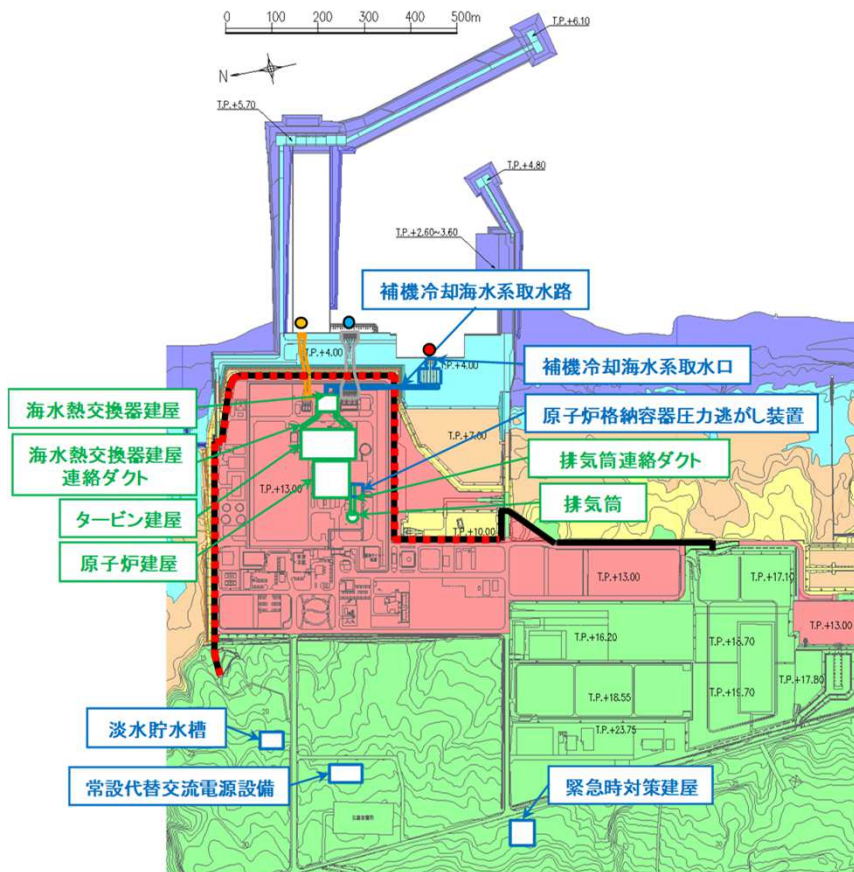 0 100 200 300 400 500m
T.P.+6.10
N
T.P.+5.70
T.P.+4.80
T.P.+2.60~3.60
補機冷却海水系取水路
T.P.+4.00
補機冷却海水系取水口
T.P.+4.00
海水熱交換器建屋
原子炉格納容器圧力逃がし装置
T.P.+7.00
海水熱交換器建屋
連絡ダクト
排気筒連絡ダクト
タービン建屋
T.P.+13.00
排気筒
原子炉建屋
T.P.+10.00
T.P.+13.00
T.P.+17.10
T.P.+13.00
T.P.+16.20
T.P.+18.70
T.P.+17.80
T.P.+18.55
T.P.+19.70
淡水貯水槽
T.P.+23.75
常設代替交流電源設備
緊急時対策建屋